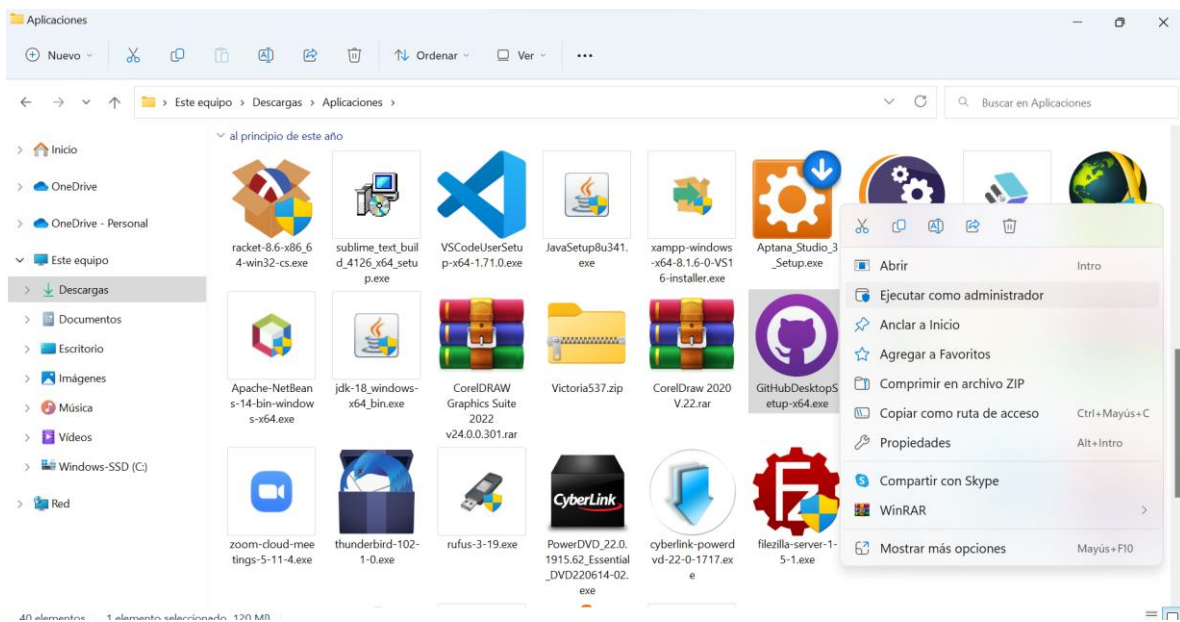 Aplicaciones
Nuevo
Ordenar
Ver
Este equipo > Descargas > Aplicaciones >
Buscar en Aplicaciones
Inicio
OneDrive
OneDrive - Personal
Este equipo
Descargas
Documentos
Escritorio
Imágenes
Música
Vídeos
Windows-SSD (C:)
Red
al principio de este año
racket-8.6-x86_6
4-win32-cs.exe
sublime_text_buil
d_4126_x64_setu
p.exe
VSCodeUserSetu
p-x64-1.71.0.exe
JavaSetup8u341.
exe
xampp-windows
-x64-8.1.6-0-VS1
6-installer.exe
Aptana_Studio_3
_Setup.exe
Apache-NetBean
s-14-bin-window
s-x64.exe
jdk-18_windows-
x64_bin.exe
CorelDRAW
Graphics Suite
2022
v24.0.0.301.rar
Victoria537.zip
CorelDraw 2020
V.22.rar
GitHubDesktopS
etup-x64.exe
zoom-cloud-mee
tings-5-11-4.exe
thunderbird-102-
1-0.exe
rufus-3-19.exe
CyberLink
PowerDVD_22.0.
1915.62_Essential
_DVD220614-02.
exe
cyberlink-powerd
vd-22-0-1717.ex
e
filezilla-server-1-
5-1.exe
Abrir Intro
Ejecutar como administrador
Anclar a Inicio
Agregar a Favoritos
Comprimir en archivo ZIP
Copiar como ruta de acceso Ctrl+Mayús+C
Propiedades Alt+Intro
Compartir con Skype
WinRAR
Mostrar más opciones Mayús+F10
40 elementos 1 elemento seleccionado 120 MB